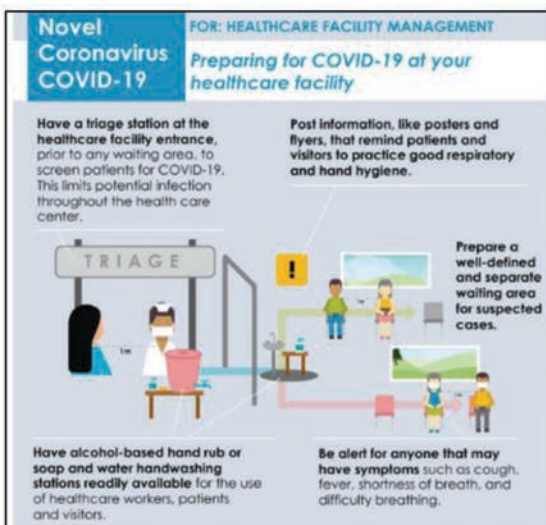 Novel
Coronavirus
COVID-19
FOR: HEALTHCARE FACILITY MANAGEMENT
Preparing for COVID-19 at your
healthcare facility
Have a triage station at the
healthcare facility entrance,
prior to any waiting area, to
screen patients for COVID-19.
This limits potential infection
throughout the health care
center.
Post information, like posters and
flyers, that remind patients and
visitors to practice good respiratory
and hand hygiene.
TRIAGE
!
1m
1m
Prepare a
well-defined
and separate
waiting area
for suspected
cases.
Have alcohol-based hand rub or
soap and water handwashing
stations readily available for the use
of healthcare workers, patients
and visitors.
Be alert for anyone that may
have symptoms such as cough,
fever, shortness of breath, and
difficulty breathing.